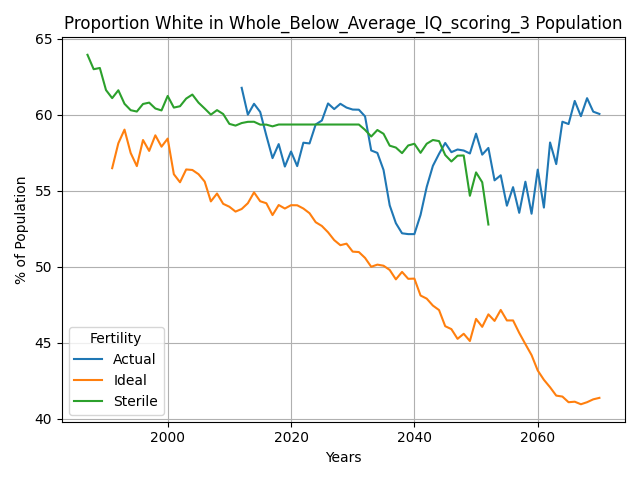 Proportion White in Whole_Below_Average_IQ_scoring_3 Population
65
60
55
50
45
40
% of Population
Fertility
Actual
Ideal
Sterile
2000
2020
2040
2060
Years